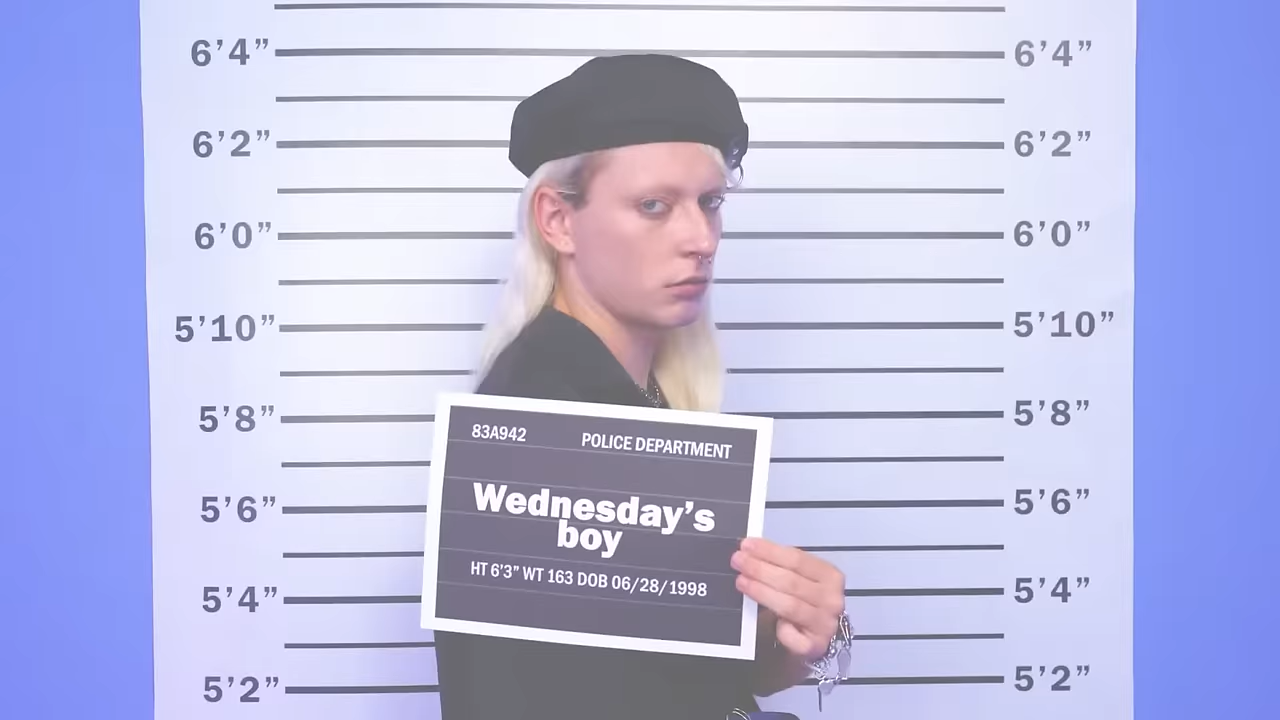 6’4” 6’4”
6’2” 6’2”
6’0” 6’0”
5’10” 5’10”
5’8” 5’8”
83A942 POLICE DEPARTMENT
Wednesday’s
boy
HT 6’3” WT 163 DOB 06/28/1998
5’6” 5’6”
5’4” 5’4”
5’2” 5’2”